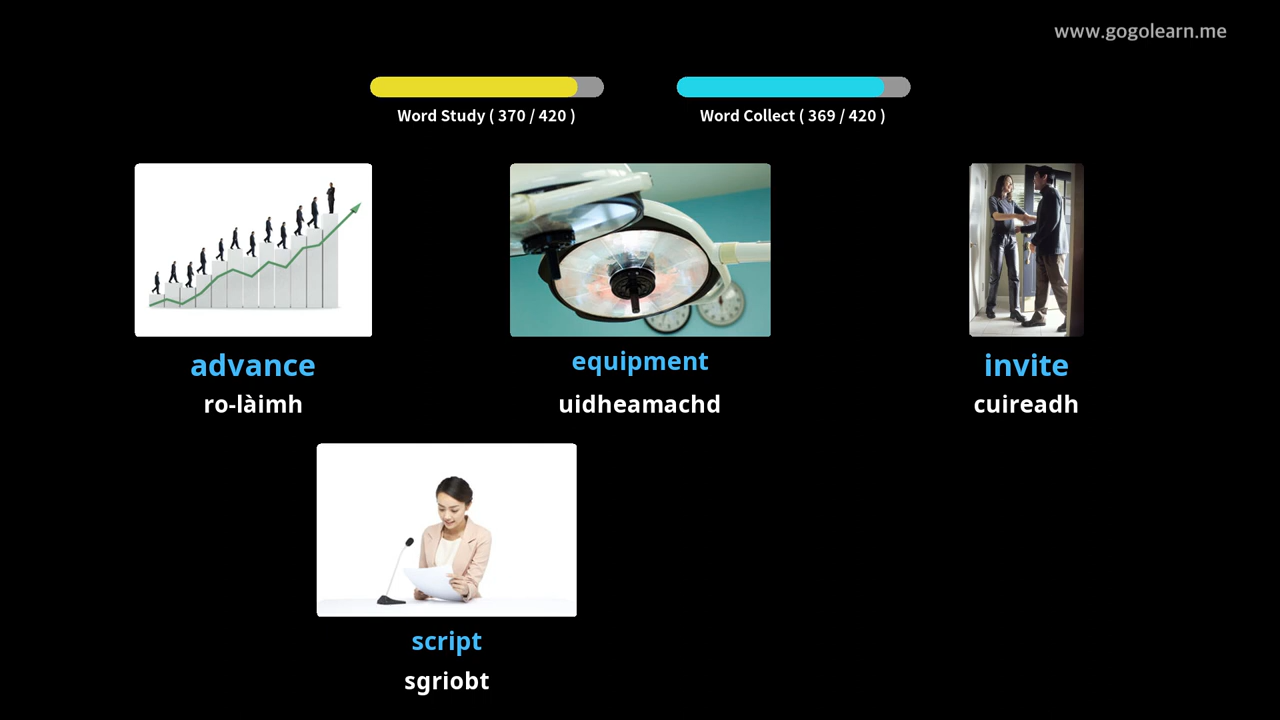 www.gogolearn.me
Word Study ( 370 / 420 )
Word Collect ( 369 / 420 )
advance
ro-làimh
equipment
uidheamachd
invite
cuireadh
script
sgriobt